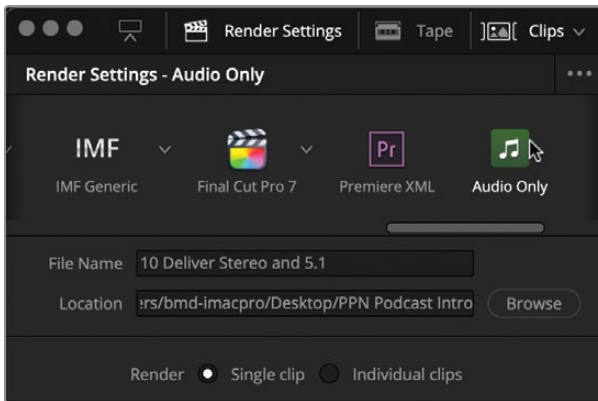 Render Settings Tape Clips
Render Settings - Audio Only
IMF Pr
IMF Generic Final Cut Pro 7 Premiere XML Audio Only
File Name 10 Deliver Stereo and 5.1
Location ers/bmd-imacpro/Desktop/PPN Podcast Intro Browse
Render Single clip Individual clips